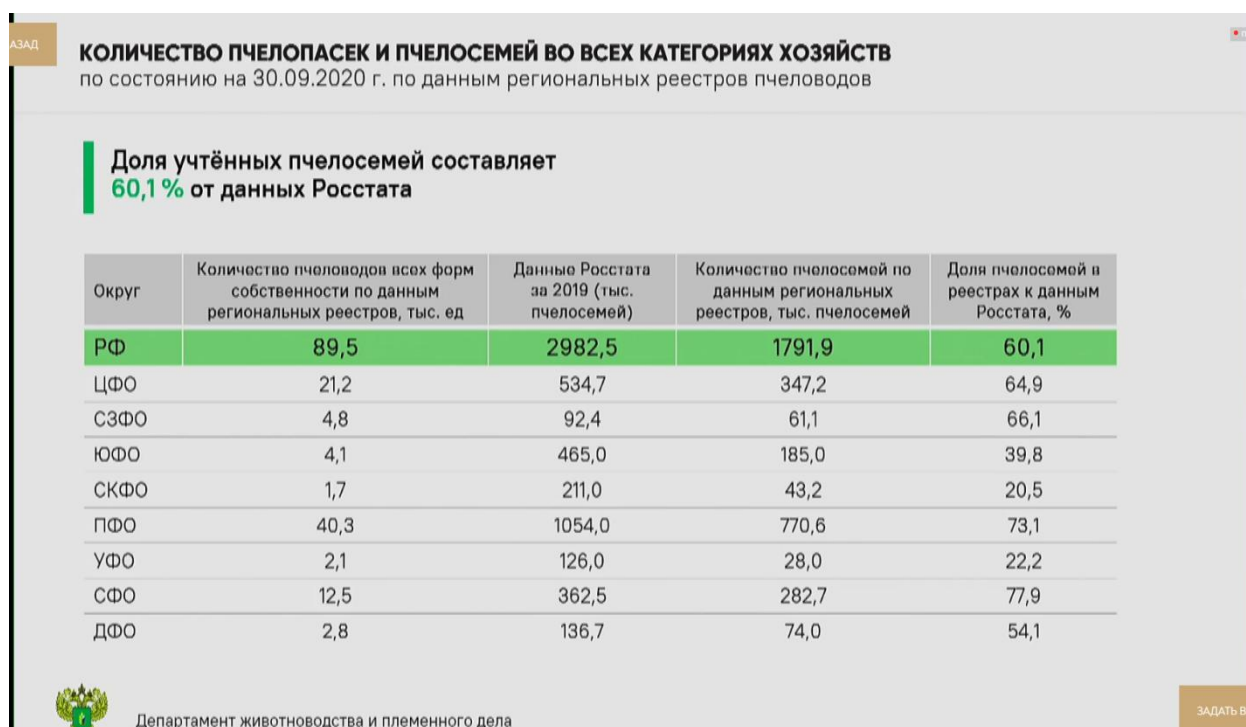 АЗАД
КОЛИЧЕСТВО ПЧЕЛОПАСЕК И ПЧЕЛОСЕМЕЙ ВО ВСЕХ КАТЕГОРИЯХ ХОЗЯЙСТВ
по состоянию на 30.09.2020 г. по данным региональных реестров пчеловодов
Доля учтённых пчелосемей составляет
60,1 % от данных Росстата
Округ	Количество пчеловодов всех форм собственности по данным региональных реестров, тыс. ед	Данные Росстата за 2019 (тыс. пчелосемей)	Количество пчелосемей по данным региональных реестров, тыс. пчелосемей	Доля пчелосемей в реестрах к данным Росстата, %
РФ	89,5	2982,5	1791,9	60,1
ЦФО	21,2	534,7	347,2	64,9
СЗФО	4,8	92,4	61,1	66,1
ЮФО	4,1	465,0	185,0	39,8
СКФО	1,7	211,0	43,2	20,5
ПФО	40,3	1054,0	770,6	73,1
УФО	2,1	126,0	28,0	22,2
СФО	12,5	362,5	282,7	77,9
ДФО	2,8	136,7	74,0	54,1
Департамент животноводства и племенного дела
ЗАДАТЬ В